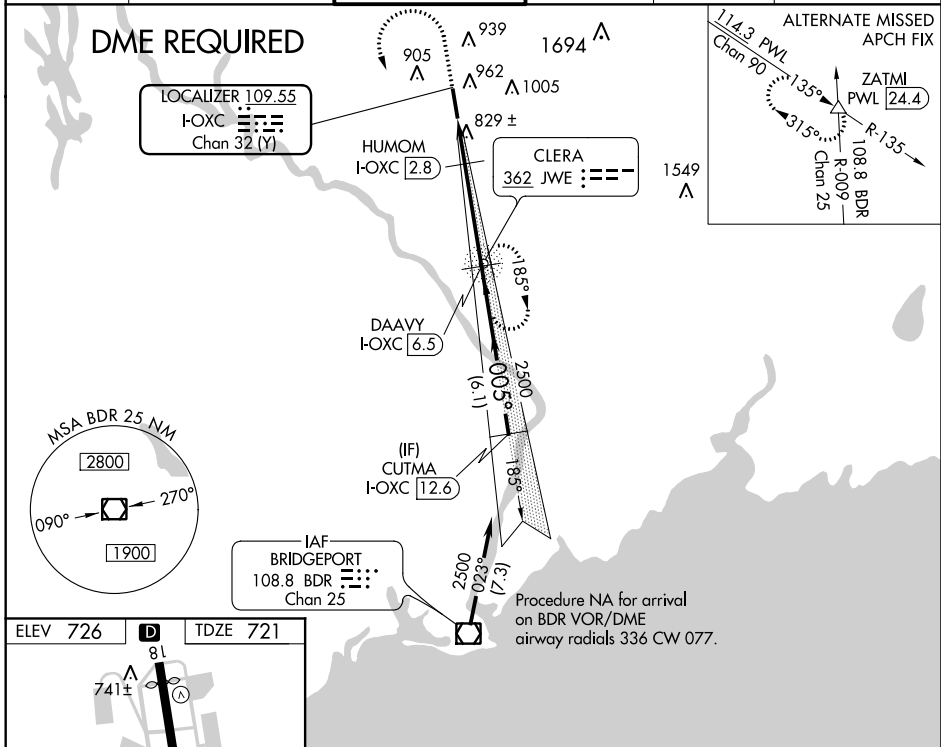 DME REQUIRED
939
1694
905
962
1005
LOCALIZER 109.55
I-OXC
Chan 32 (Y)
829 ±
HUMOM
I-OXC 2.8
CLERA
362 JWE
1549
ALTERNATE MISSED
APCH FIX
114.3 PWL
Chan 90
135°
ZATMI
PWL 24.4
315°
R-135
R-009
108.8 BDR
Chan 25
185°
DAAVY
I-OXC 6.5
2500
005°
(6.1)
(IF)
CUTMA
I-OXC 12.6
185°
MSA BDR 25 NM
2800
270°
090°
1900
IAF
BRIDGEPORT
108.8 BDR
Chan 25
2500
023°
(7.3)
Procedure NA for arrival
on BDR VOR/DME
airway radials 336 CW 077.
ELEV 726
D
TDZE 721
18
741±
V